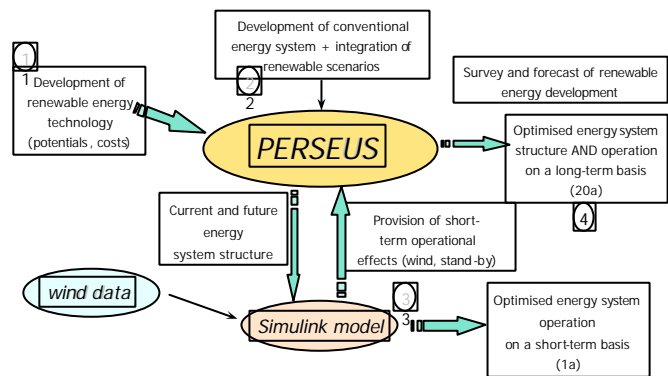 Development of conventional
energy system + integration of
renewable scenarios
2
2
1
1
Development of
renewable energy
technology
(potentials, costs)
Survey and forecast of renewable
energy development
PERSEUS
Optimised energy system
structure AND operation
on a long-term basis
(20a)
4
Current and future
energy
system structure
Provision of short-
term operational
effects (wind, stand-by)
wind data
Simulink model
3
3
Optimised energy system
operation
on a short-term basis
(1a)